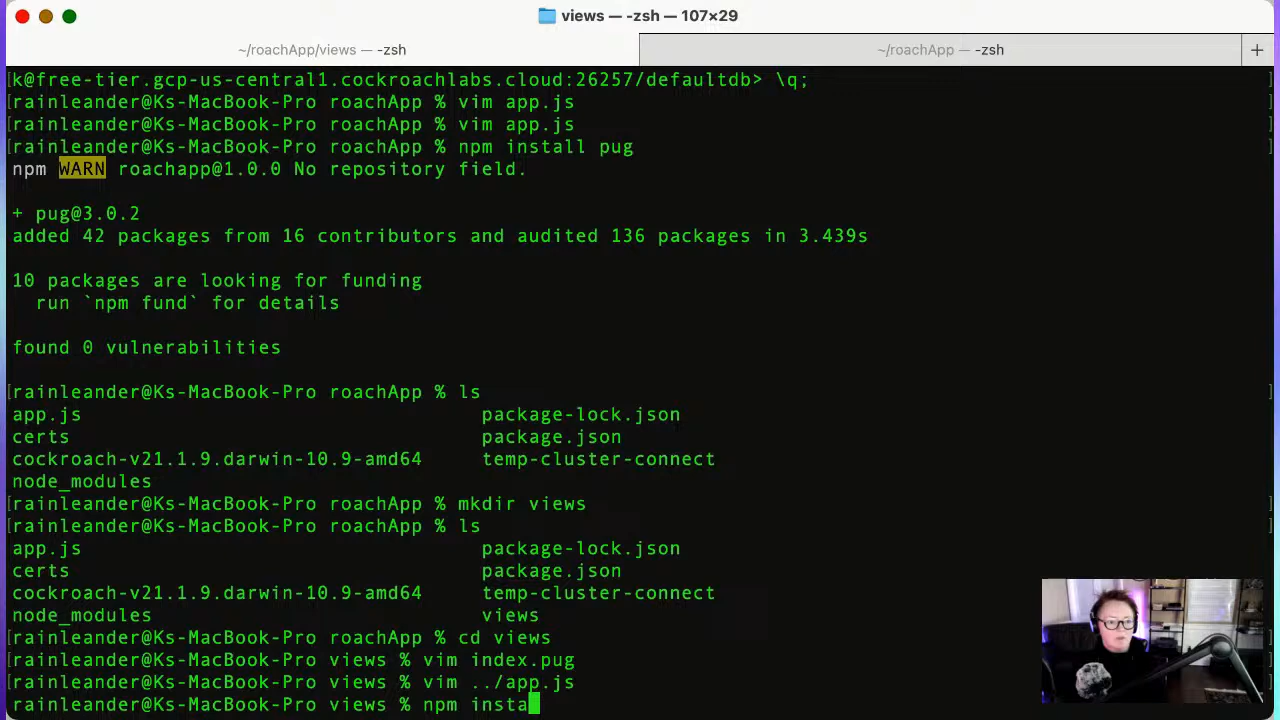 views — -zsh — 107×29
~/roachApp/views — -zsh
~/roachApp — -zsh
+
[k@free-tier.gcp-us-central1.cockroachlabs.cloud:26257/defaultdb> \q; ]
[rainleander@Ks-MacBook-Pro roachApp % vim app.js ]
[rainleander@Ks-MacBook-Pro roachApp % vim app.js ]
[rainleander@Ks-MacBook-Pro roachApp % npm install pug ]
npm WARN roachapp@1.0.0 No repository field.
+ pug@3.0.2
added 42 packages from 16 contributors and audited 136 packages in 3.439s
10 packages are looking for funding
run `npm fund` for details
found 0 vulnerabilities
[rainleander@Ks-MacBook-Pro roachApp % ls ]
app.js package-lock.json
certs package.json
cockroach-v21.1.9.darwin-10.9-amd64 temp-cluster-connect
node_modules
[rainleander@Ks-MacBook-Pro roachApp % mkdir views ]
[rainleander@Ks-MacBook-Pro roachApp % ls ]
app.js package-lock.json
certs package.json
cockroach-v21.1.9.darwin-10.9-amd64 temp-cluster-connect
node_modules views
[rainleander@Ks-MacBook-Pro roachApp % cd views ]
[rainleander@Ks-MacBook-Pro views % vim index.pug ]
[rainleander@Ks-MacBook-Pro views % vim ../app.js ]
rainleander@Ks-MacBook-Pro views % npm insta